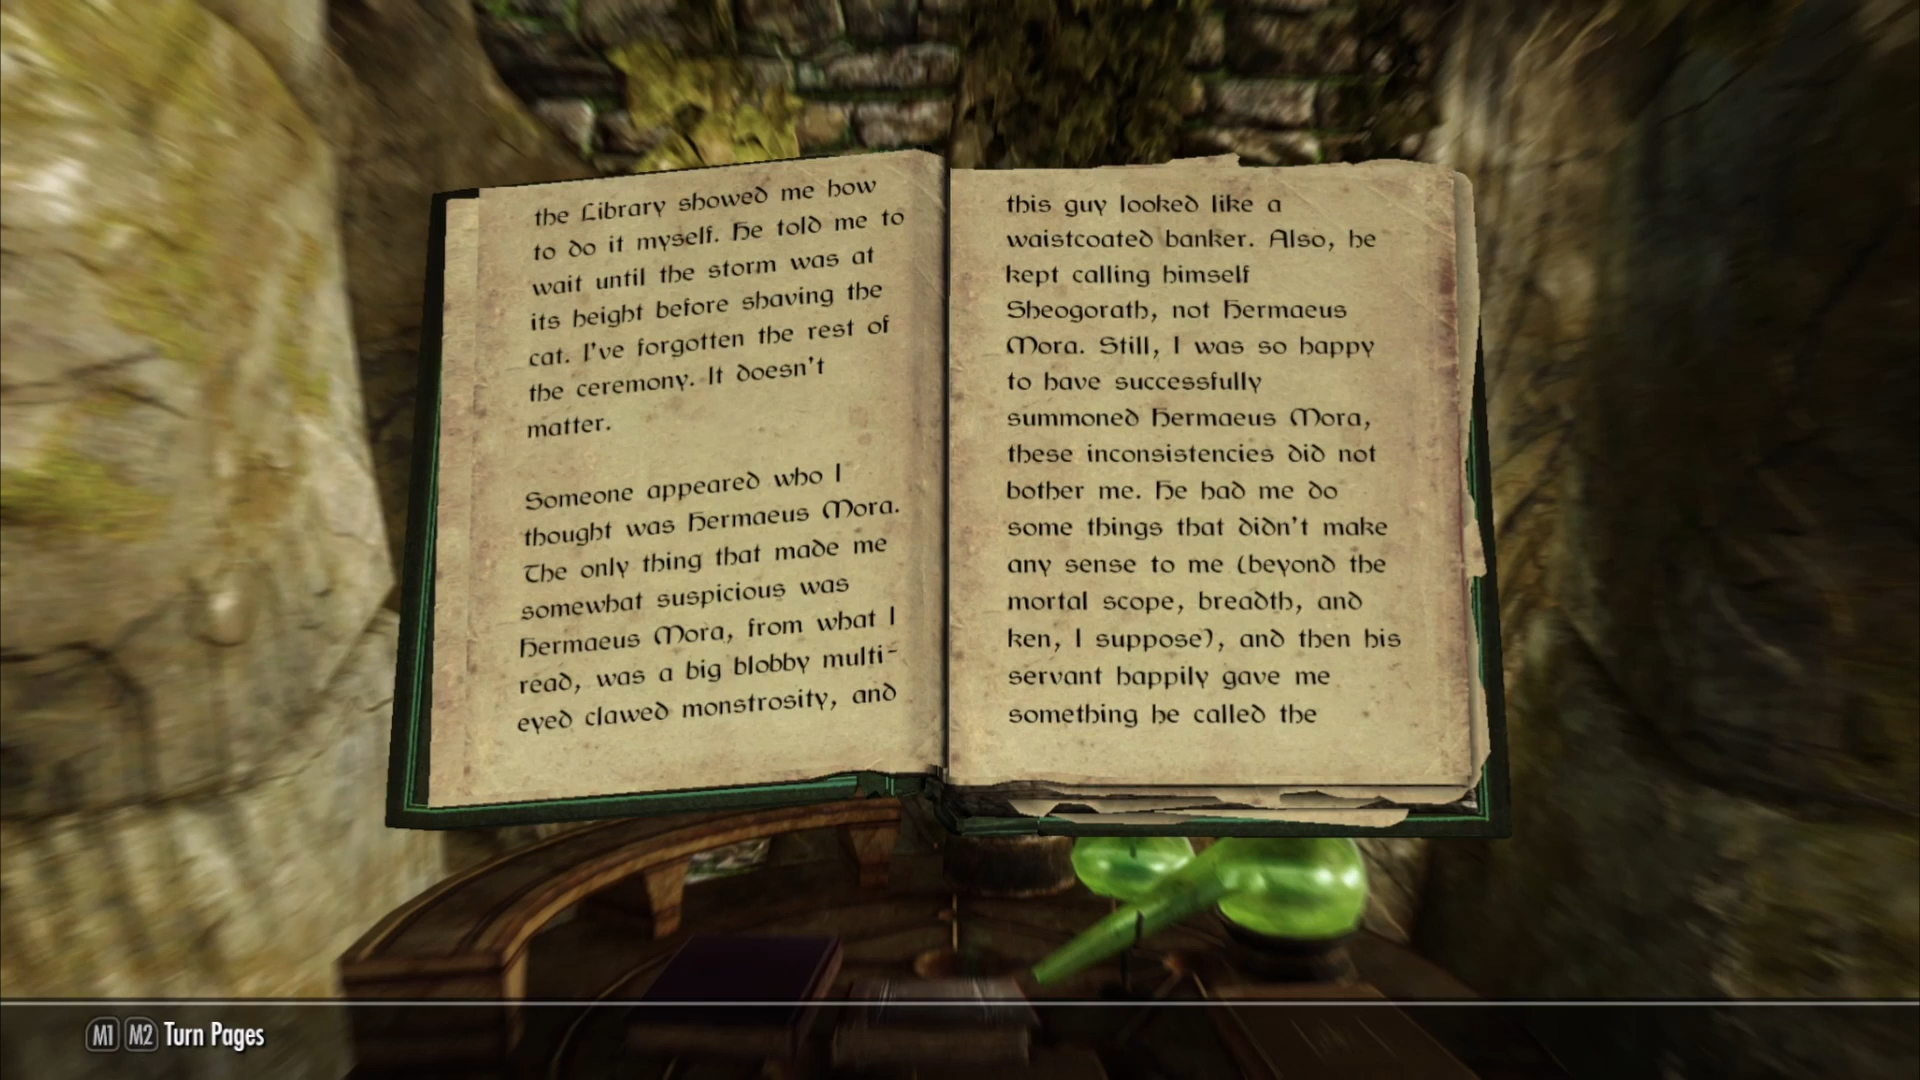 the Library showed me how
to do it myself. He told me to
wait until the storm was at
its height before shaving the
cat. I've forgotten the rest of
the ceremony. It doesn't
matter.
Someone appeared who I
thought was Hermaeus Mora.
The only thing that made me
somewhat suspicious was
Hermaeus Mora, from what I
read, was a big blobby multi-
eyed clawed monstrosity, and
this guy looked like a
waistcoated banker. Also, he
kept calling himself
Sheogorath, not Hermaeus
Mora. Still, I was so happy
to have successfully
summoned Hermaeus Mora,
these inconsistencies did not
bother me. He had me do
some things that didn't make
any sense to me (beyond the
mortal scope, breadth, and
ken, I suppose), and then his
servant happily gave me
something he called the
M1 M2 Turn Pages